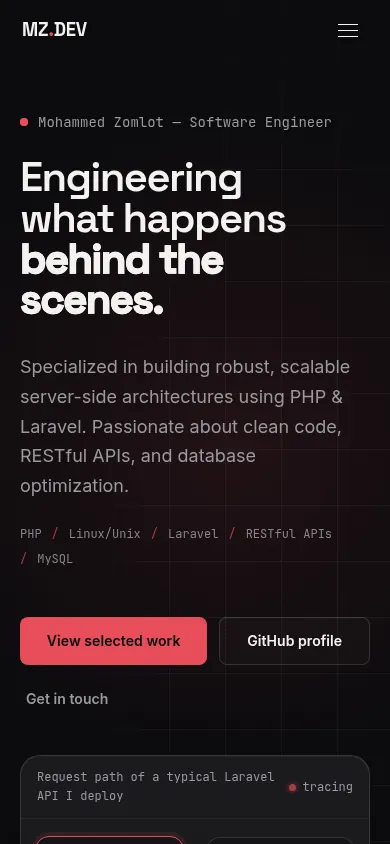 MZ.DEV
Mohammed Zomlot — Software Engineer
Engineering
what happens
behind the
scenes.
Specialized in building robust, scalable
server-side architectures using PHP &
Laravel. Passionate about clean code,
RESTful APIs, and database
optimization.
PHP / Linux/Unix / Laravel / RESTful APIs
/ MySQL
View selected work
GitHub profile
Get in touch
Request path of a typical Laravel
API I deploy
tracing